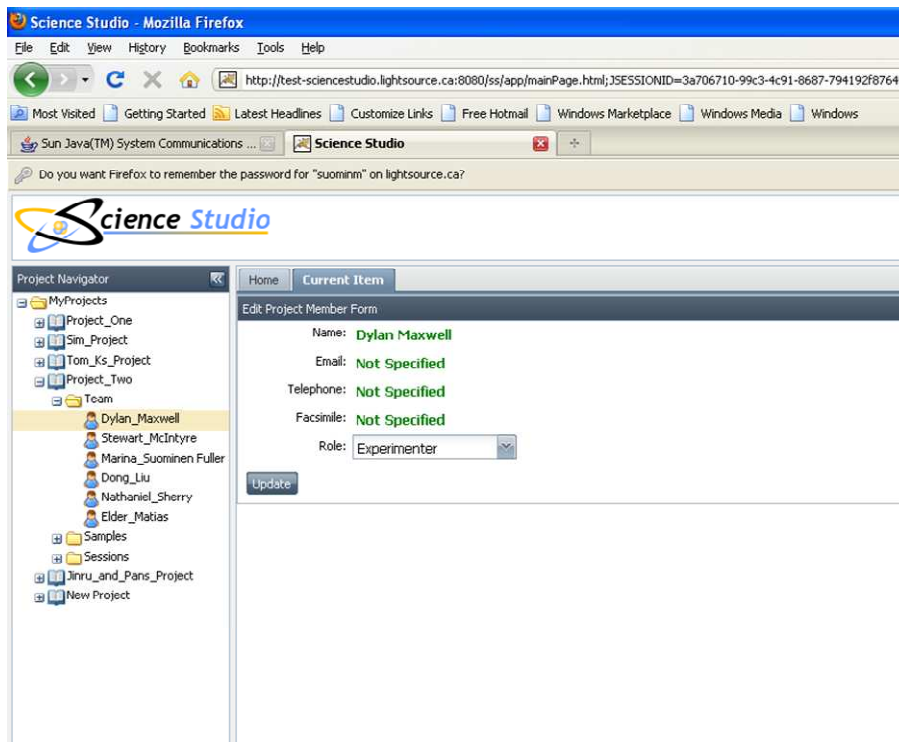 Science Studio - Mozilla Firefox
File Edit View History Bookmarks Tools Help
http://test-sciencestudio.lightsource.ca:8080/ss/app/mainPage.html;JSESSIONID=3a706710-99c3-4c91-8687-794192f8764
Most Visited Getting Started Latest Headlines Customize Links Free Hotmail Windows Marketplace Windows Media Windows
Sun Java(TM) System Communications ... Science Studio
Do you want Firefox to remember the password for "suominm" on lightsource.ca?
Science Studio
Project Navigator
MyProjects
Project_One
Sim_Project
Tom_Ks_Project
Project_Two
Team
Dylan_Maxwell
Stewart_McIntyre
Marina_Suominen Fuller
Dong_Liu
Nathaniel_Sherry
Elder_Matias
Samples
Sessions
Jinru_and_Pans_Project
New Project
Home Current Item
Edit Project Member Form
Name: Dylan Maxwell
Email: Not Specified
Telephone: Not Specified
Facsimile: Not Specified
Role: Experimenter
Update